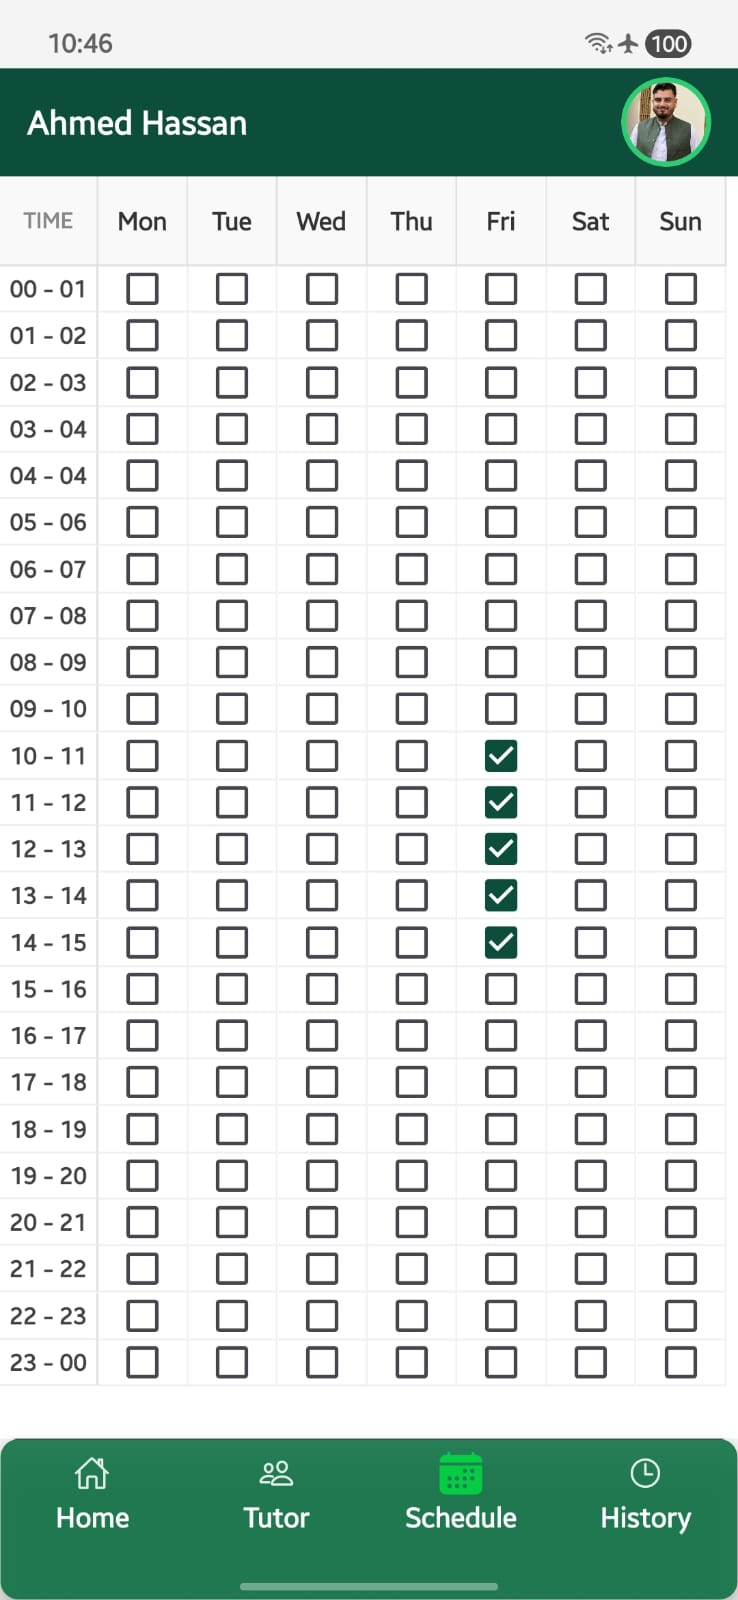 10:46 100
Ahmed Hassan
TIME Mon Tue Wed Thu Fri Sat Sun
00 - 01
01 - 02
02 - 03
03 - 04
04 - 04
05 - 06
06 - 07
07 - 08
08 - 09
09 - 10
10 - 11
11 - 12
12 - 13
13 - 14
14 - 15
15 - 16
16 - 17
17 - 18
18 - 19
19 - 20
20 - 21
21 - 22
22 - 23
23 - 00
Home Tutor Schedule History